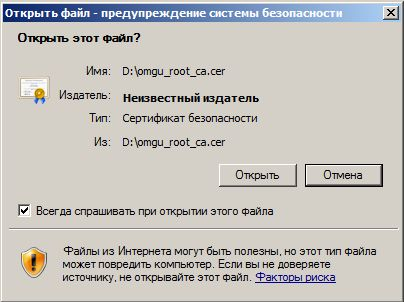 Открыть файл - предупреждение системы безопасности
Открыть этот файл?
Имя: D:\omgu_root_ca.cer
Издатель: Неизвестный издатель
Тип: Сертификат безопасности
Из: D:\omgu_root_ca.cer
Открыть Отмена
Всегда спрашивать при открытии этого файла
Файлы из Интернета могут быть полезны, но этот тип файла
может повредить компьютер. Если вы не доверяете
источнику, не открывайте этот файл. Факторы риска